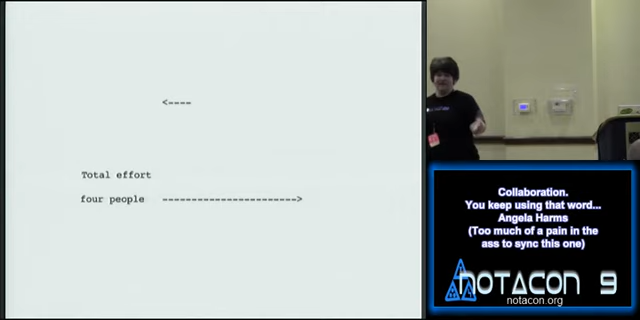 <----
Total effort
four people ----------------------->
Collaboration.
You keep using that word...
Angela Harms
(Too much of a pain in the
ass to sync this one)
NOTACON 9
notacon.org